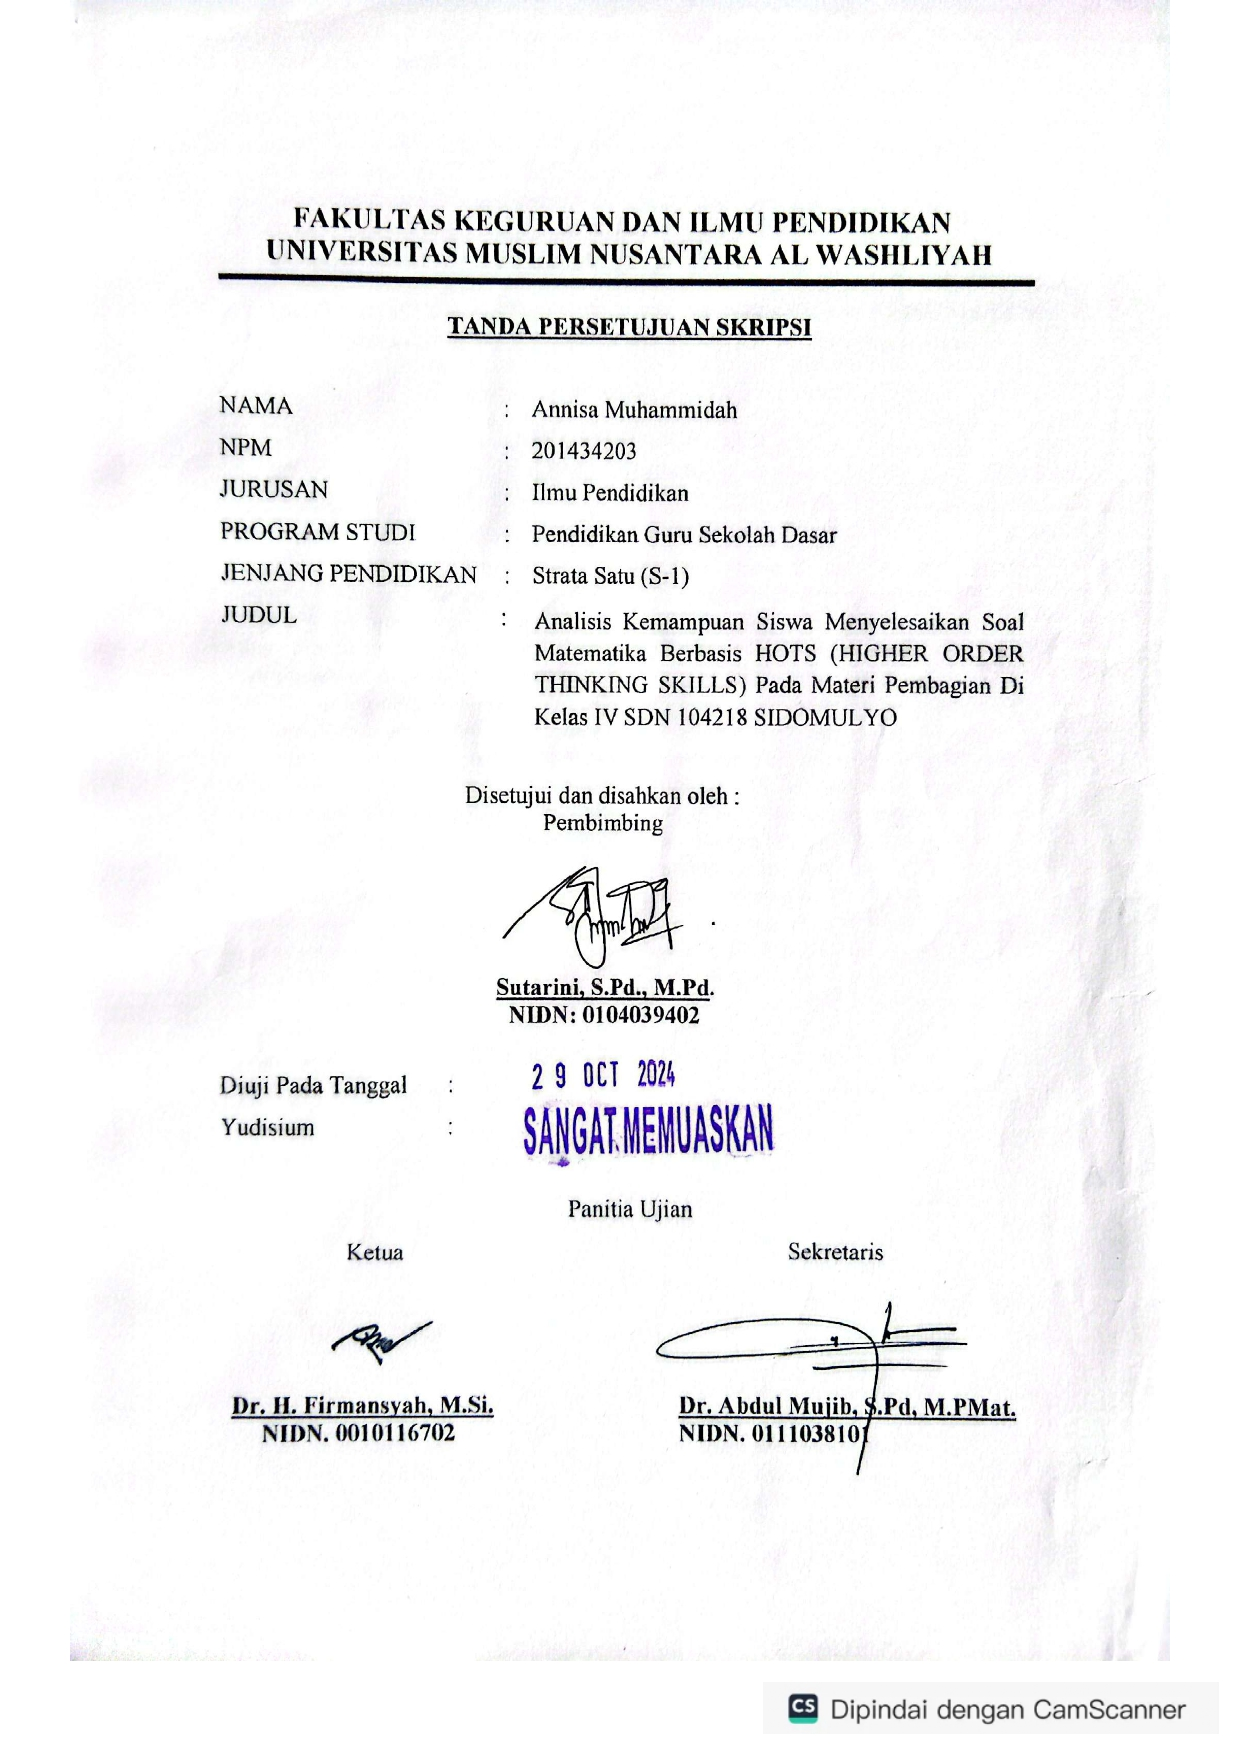 FAKULTAS KEGURUAN DAN ILMU PENDIDIKAN
UNIVERSITAS MUSLIM NUSANTARA AL WASHLIYAH
TANDA PERSETUJUAN SKRIPSI
NAMA : Annisa Muhammidah
NPM : 201434203
JURUSAN : Ilmu Pendidikan
PROGRAM STUDI : Pendidikan Guru Sekolah Dasar
JENJANG PENDIDIKAN : Strata Satu (S-1)
JUDUL : Analisis Kemampuan Siswa Menyelesaikan Soal
Matematika Berbasis HOTS (HIGHER ORDER
THINKING SKILLS) Pada Materi Pembagian Di
Kelas IV SDN 104218 SIDOMULYO
Disetujui dan disahkan oleh :
Pembimbing
Sutarini, S.Pd., M.Pd.
NIDN: 0104039402
Diuji Pada Tanggal : 29 OCT 2024
Yudisium : SANGAT MEMUASKAN
Panitia Ujian
Ketua Sekretaris
Dr. H. Firmansyah, M.Si. Dr. Abdul Mujib, S.Pd, M.PMat.
NIDN. 0010116702 NIDN. 0111038101
CS Dipindai dengan CamScanner